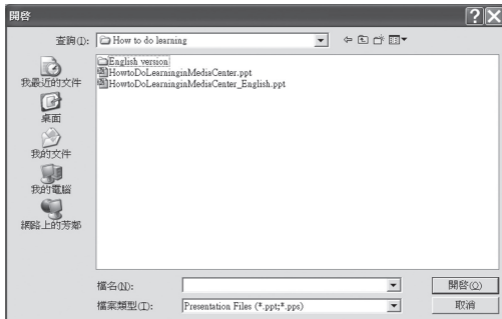 開啓
查詢(I): How to do learning
English version
HowtoDoLearninginMediaCenter.ppt
HowtoDoLearninginMediaCenter_English.ppt
我最近的文件
桌面
我的文件
我的電腦
網路上的芳鄰
檔名(N): 開啓(O)
檔案類型(T): Presentation Files (*.ppt;*.pps) 取消